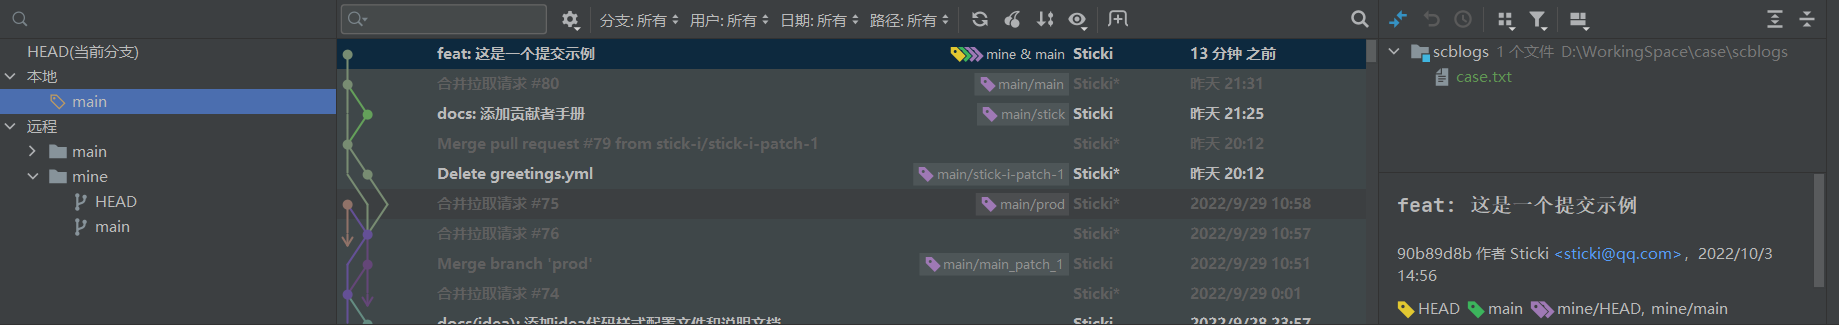 HEAD(当前分支)
本地
main
远程
main
mine
HEAD
main
分支: 所有 用户: 所有 日期: 所有 路径: 所有
feat: 这是一个提交示例 mine & main Sticki 13 分钟 之前
合并拉取请求 #80 main/main Sticki* 昨天 21:31
docs: 添加贡献者手册 main/stick Sticki 昨天 21:25
Merge pull request #79 from stick-i/stick-i-patch-1 Sticki* 昨天 20:12
Delete greetings.yml main/stick-i-patch-1 Sticki* 昨天 20:12
合并拉取请求 #75 main/prod Sticki* 2022/9/29 10:58
合并拉取请求 #76 Sticki* 2022/9/29 10:57
Merge branch 'prod' main/main_patch_1 Sticki 2022/9/29 10:51
合并拉取请求 #74 Sticki* 2022/9/29 0:01
docs(idea): 添加idea代码样式配置文件和说明文档 Sticki 2022/9/28 23:57
scblogs 1 个文件 D:\WorkingSpace\case\scblogs
case.txt
feat: 这是一个提交示例
90b89d8b 作者 Sticki <sticki@qq.com>, 2022/10/3
14:56
HEAD main mine/HEAD, mine/main